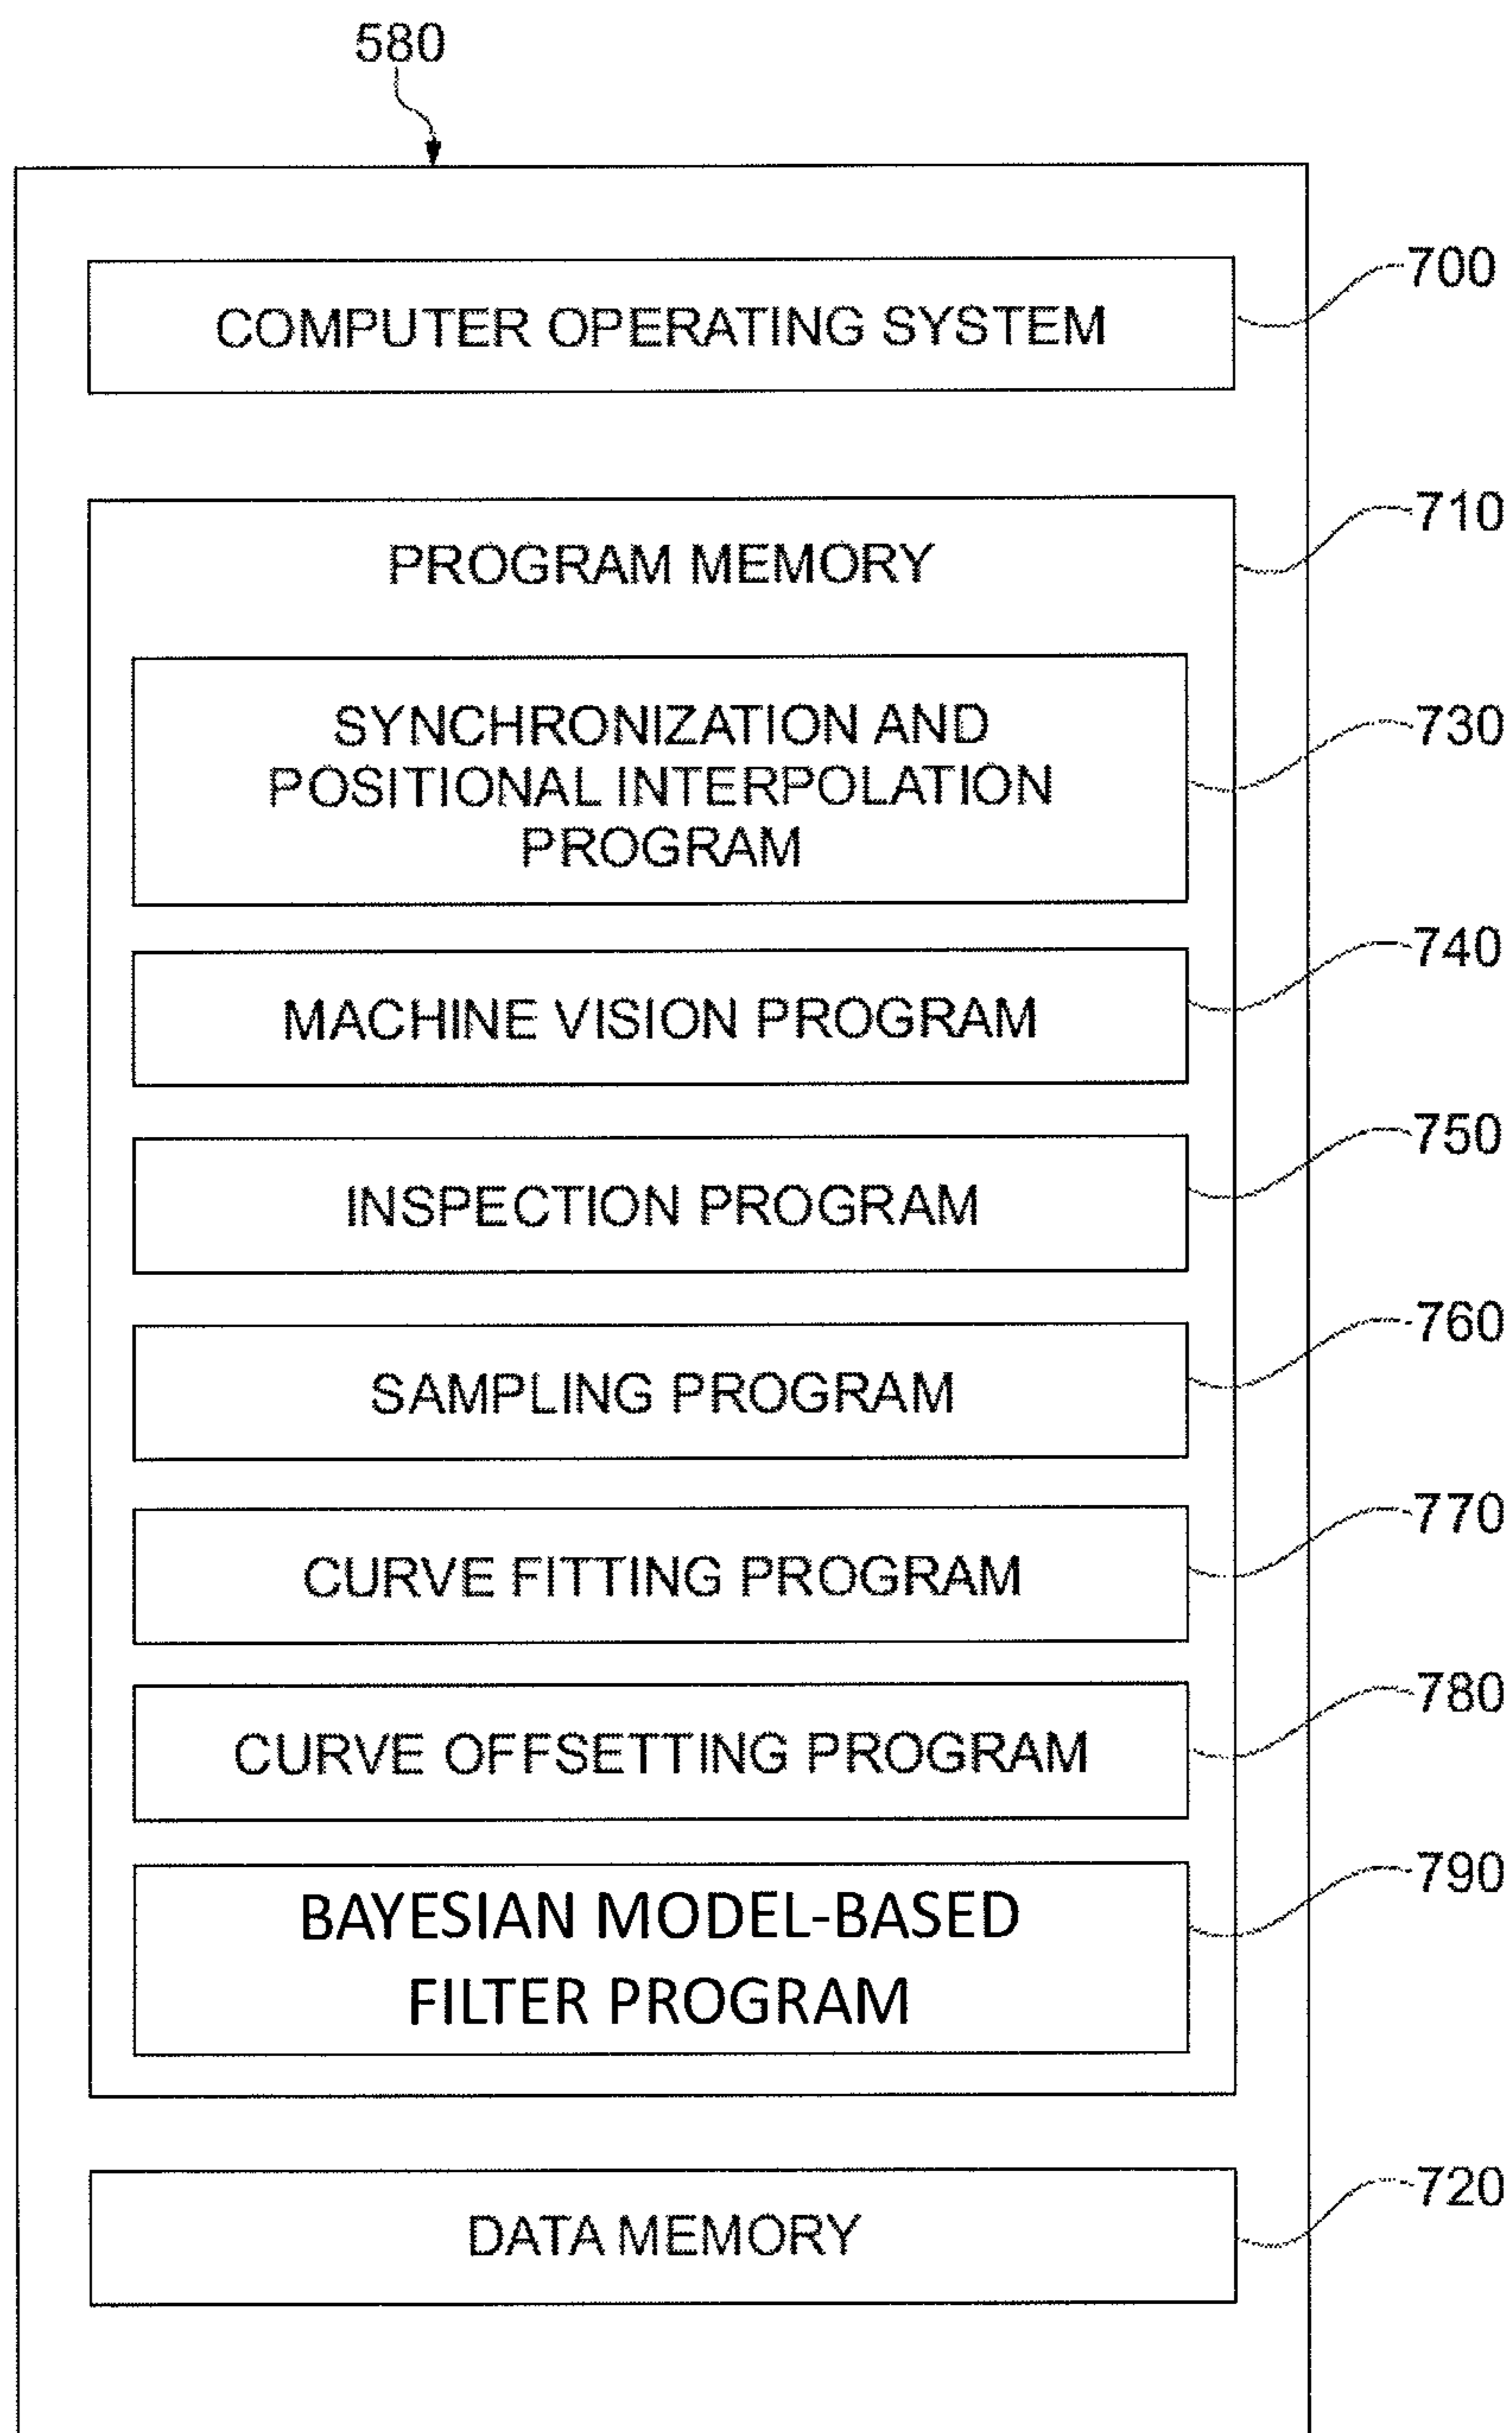 580
COMPUTER OPERATING SYSTEM
700
PROGRAM MEMORY
710
SYNCHRONIZATION AND
POSITIONAL INTERPOLATION
PROGRAM
730
MACHINE VISION PROGRAM
740
INSPECTION PROGRAM
750
SAMPLING PROGRAM
760
CURVE FITTING PROGRAM
770
CURVE OFFSETTING PROGRAM
780
BAYESIAN MODEL-BASED
FILTER PROGRAM
790
DATA MEMORY
720